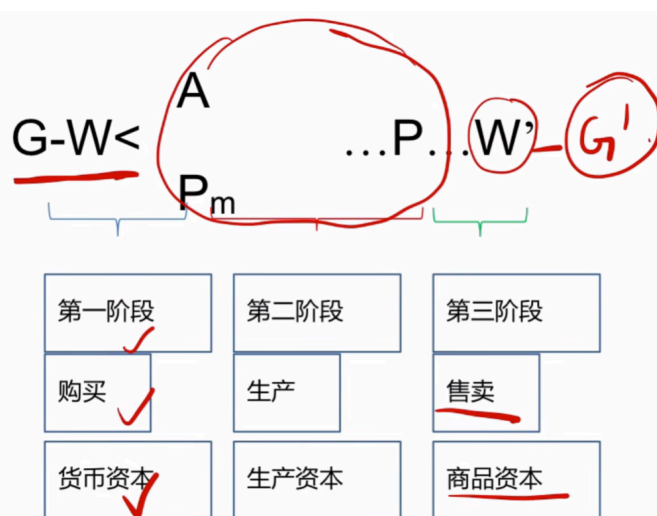 A
G-W< ...P...W’-G'
Pm
第一阶段 第二阶段 第三阶段
购买 生产 售卖
货币资本 生产资本 商品资本